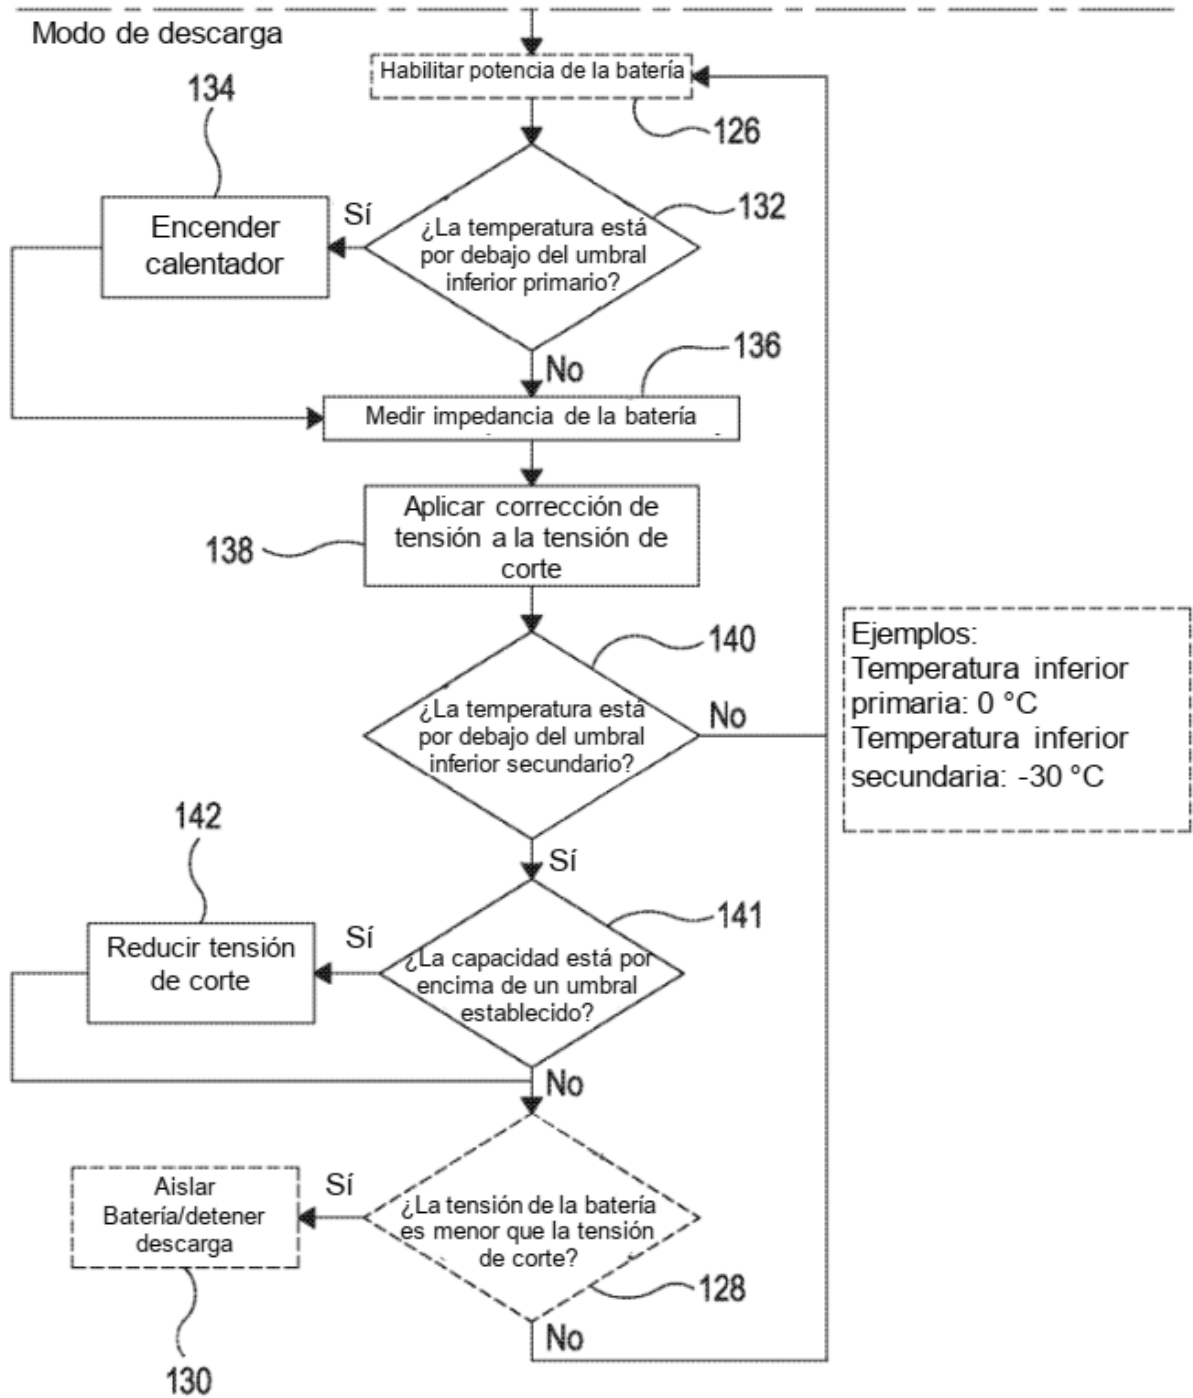 Modo de descarga
Habilitar potencia de la batería
134
126
132
Encender
calentador
Sí
¿La temperatura está
por debajo del umbral
inferior primario?
No
136
Medir impedancia de la batería
Aplicar corrección de
tensión a la tensión de
corte
138
140
Ejemplos:
Temperatura inferior
primaria: 0 °C
Temperatura inferior
secundaria: -30 °C
¿La temperatura está
por debajo del umbral
inferior secundario?
No
142
Sí
141
Reducir tensión
de corte
Sí
¿La capacidad está por
encima de un umbral
establecido?
No
Aislar
Batería/detener
descarga
Sí
¿La tensión de la batería
es menor que la tensión
de corte?
128
No
130